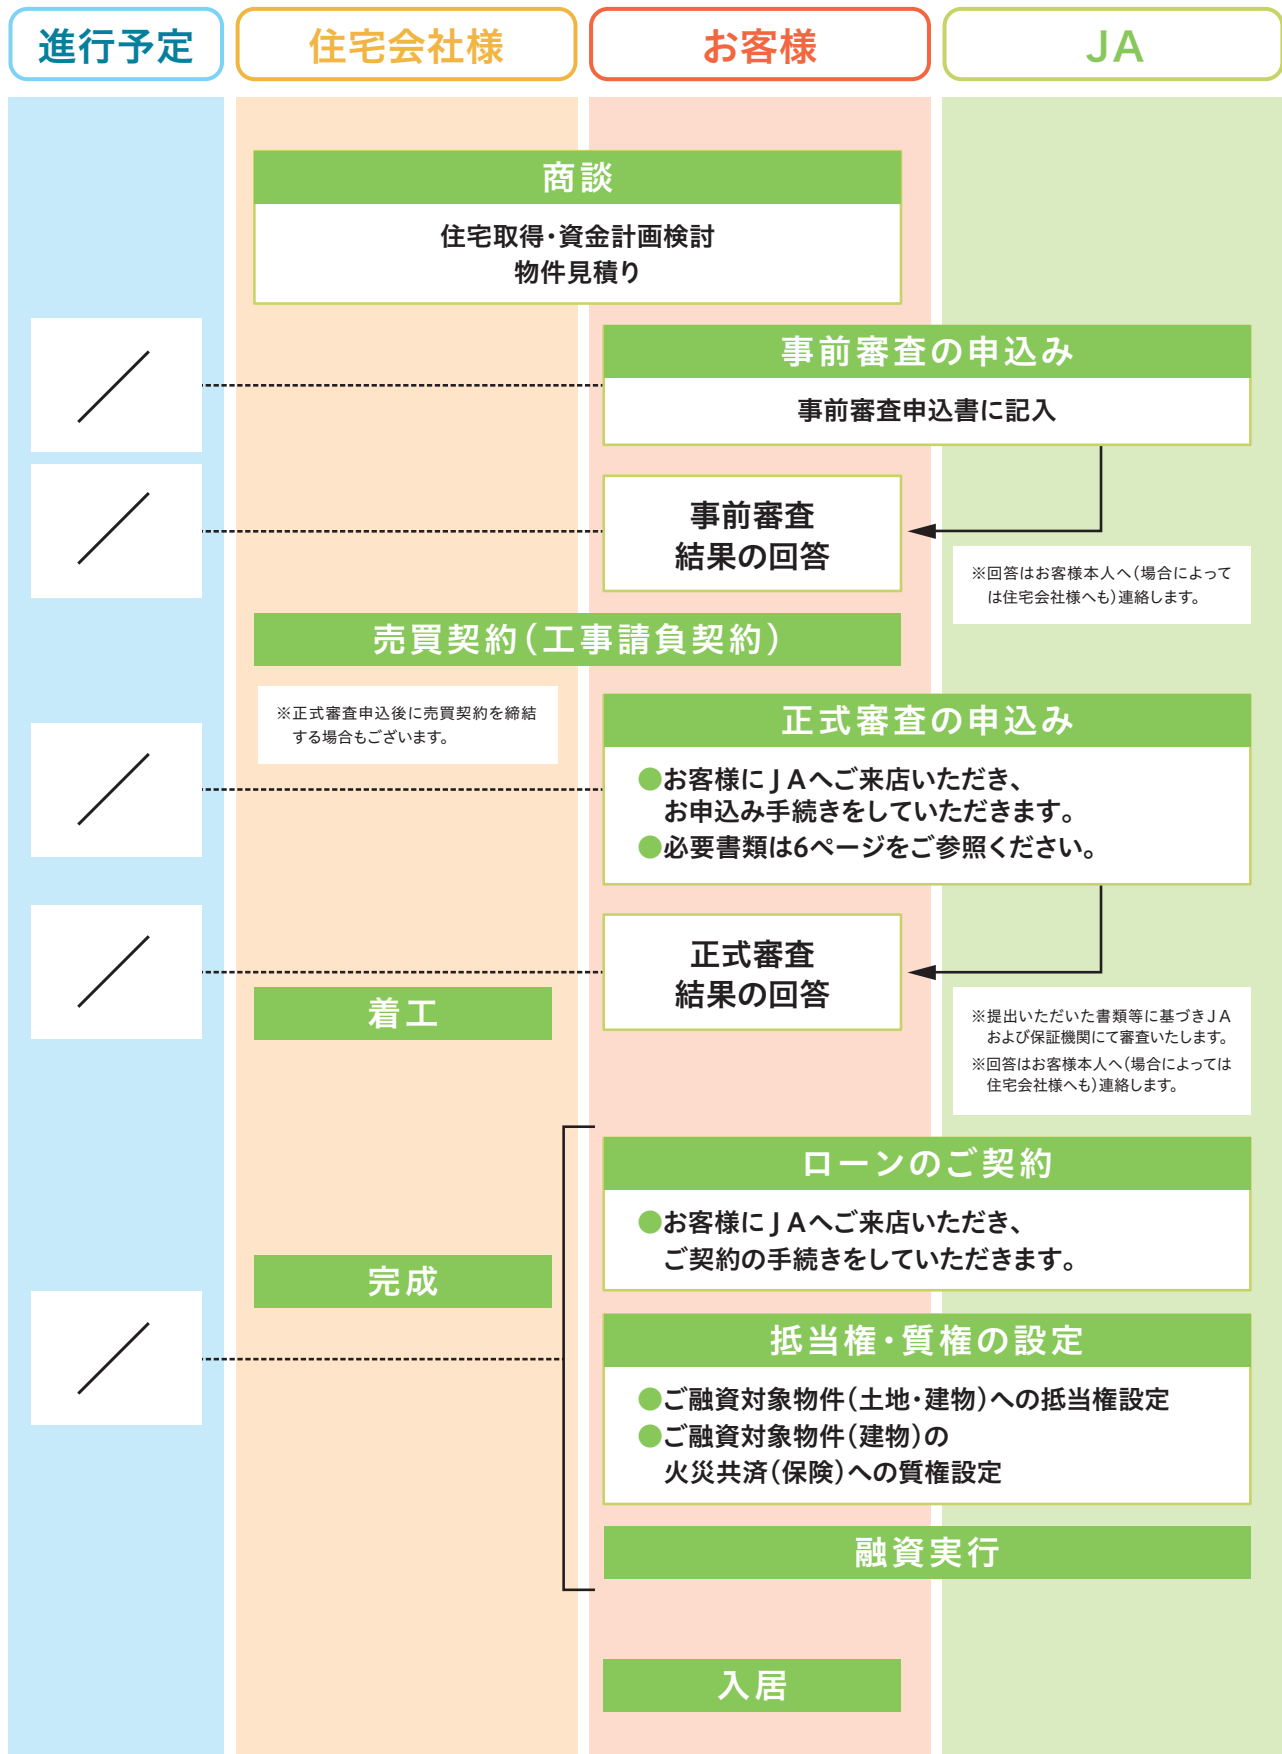 進行予定
住宅会社様
お客様
JA
商談
住宅取得・資金計画検討
物件見積り
／
事前審査の申込み
事前審査申込書に記入
／
事前審査
結果の回答
※回答はお客様本人へ(場合によって
は住宅会社様へも)連絡します。
売買契約(工事請負契約)
※正式審査申込後に売買契約を締結
する場合もございます。
／
正式審査の申込み
●お客様にJAへご来店いただき、
お申込み手続きをしていただきます。
●必要書類は6ページをご参照ください。
／
正式審査
結果の回答
着工
※提出いただいた書類等に基づきJA
および保証機関にて審査いたします。
※回答はお客様本人へ(場合によっては
住宅会社様へも)連絡します。
ローンのご契約
●お客様にJAへご来店いただき、
ご契約の手続きをしていただきます。
完成
／
抵当権・質権の設定
●ご融資対象物件(土地・建物)への抵当権設定
●ご融資対象物件(建物)の
火災共済(保険)への質権設定
融資実行
入居